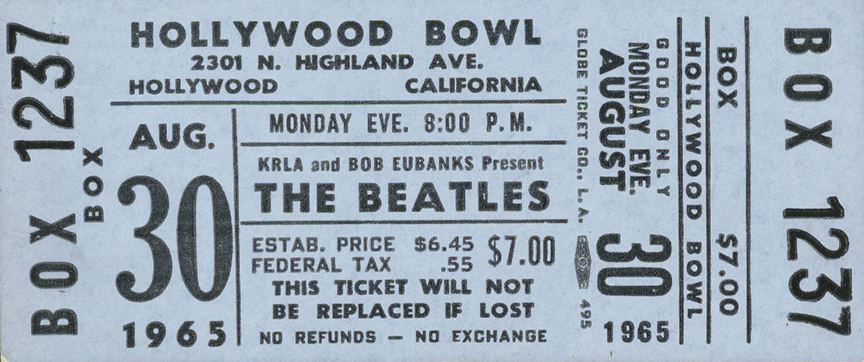 BOX 1237
BOX
HOLLYWOOD BOWL
2301 N. HIGHLAND AVE.
HOLLYWOOD CALIFORNIA
AUG.
30
1965
MONDAY EVE. 8:00 P.M.
KRLA and BOB EUBANKS Present
THE BEATLES
ESTAB. PRICE $6.45
FEDERAL TAX .55
$7.00
THIS TICKET WILL NOT
BE REPLACED IF LOST
NO REFUNDS — NO EXCHANGE
GLOBE TICKET CO., L. A. 495
GOOD ONLY
MONDAY EVE.
AUGUST
30
1965
HOLLYWOOD BOWL
BOX $7.00
BOX 1237